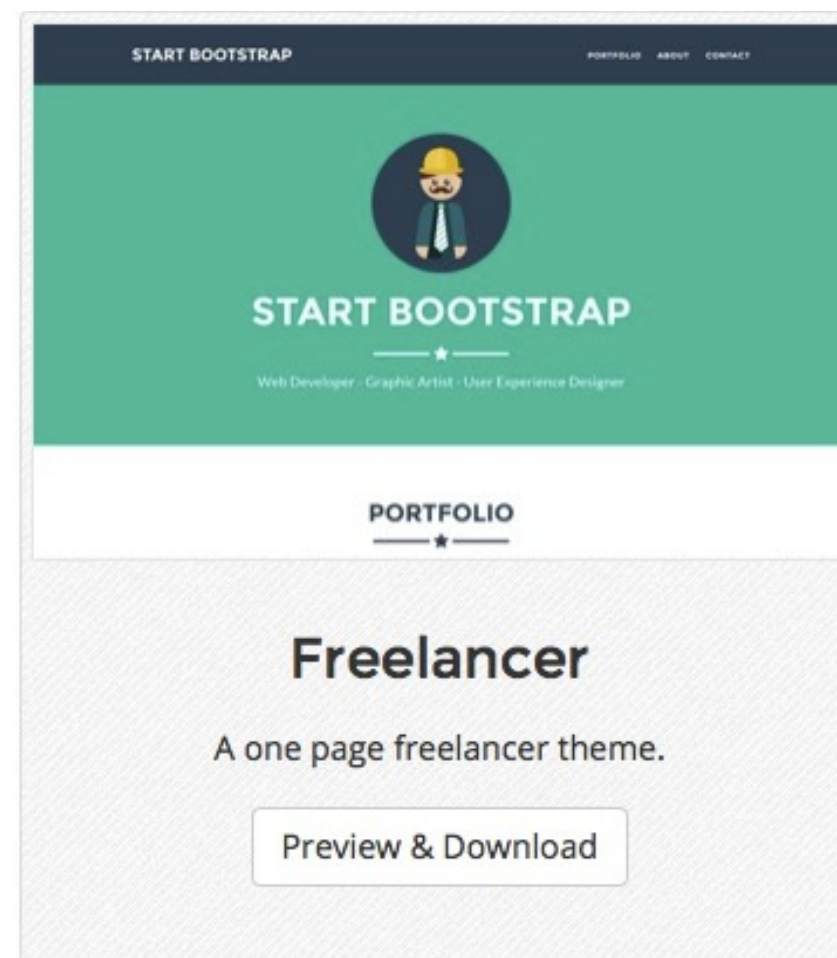 START BOOTSTRAP
PORTFOLIO ABOUT CONTACT
START BOOTSTRAP
Web Developer - Graphic Artist - User Experience Designer
PORTFOLIO
Freelancer
A one page freelancer theme.
Preview & Download